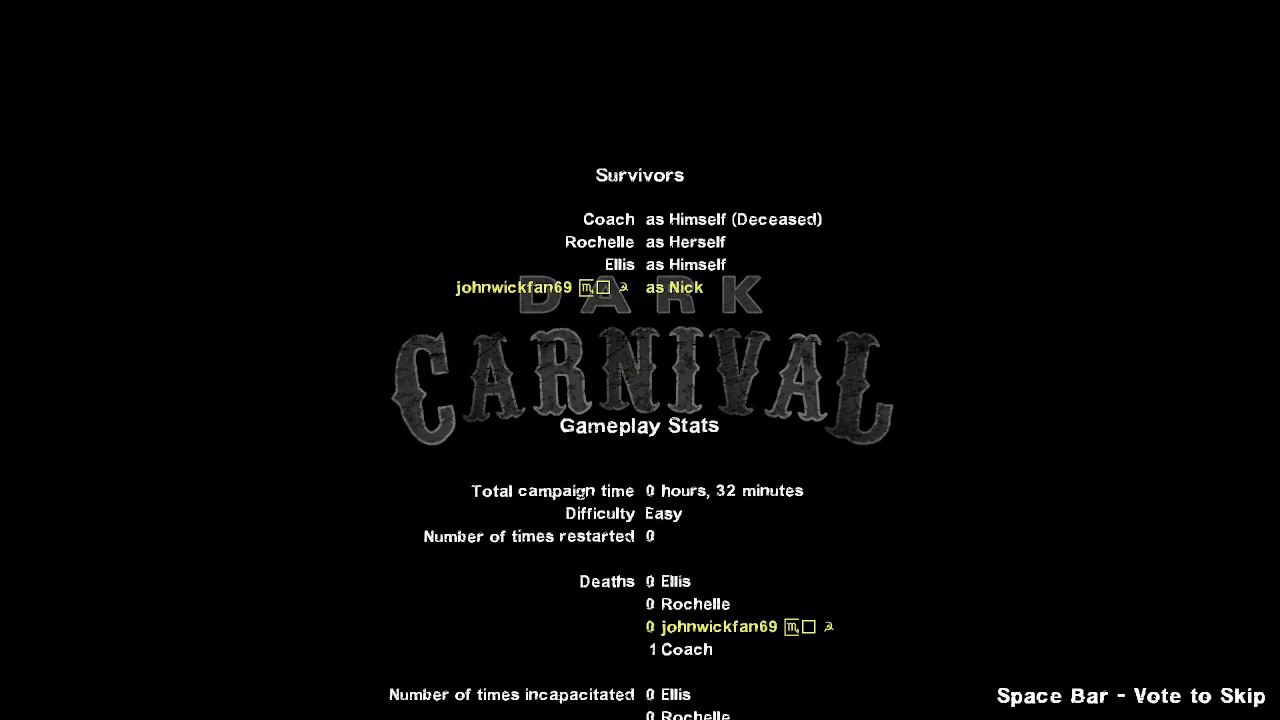 Survivors
Coach as Himself (Deceased)
Rochelle as Herself
Ellis as Himself
johnwickfan69 ♏□ ☭ as Nick
DARK
CARNIVAL
Gameplay Stats
Total campaign time 0 hours, 32 minutes
Difficulty Easy
Number of times restarted 0
Deaths 0 Ellis
0 Rochelle
0 johnwickfan69 ♏□ ☭
1 Coach
Number of times incapacitated 0 Ellis
0 Rochelle
Space Bar - Vote to Skip